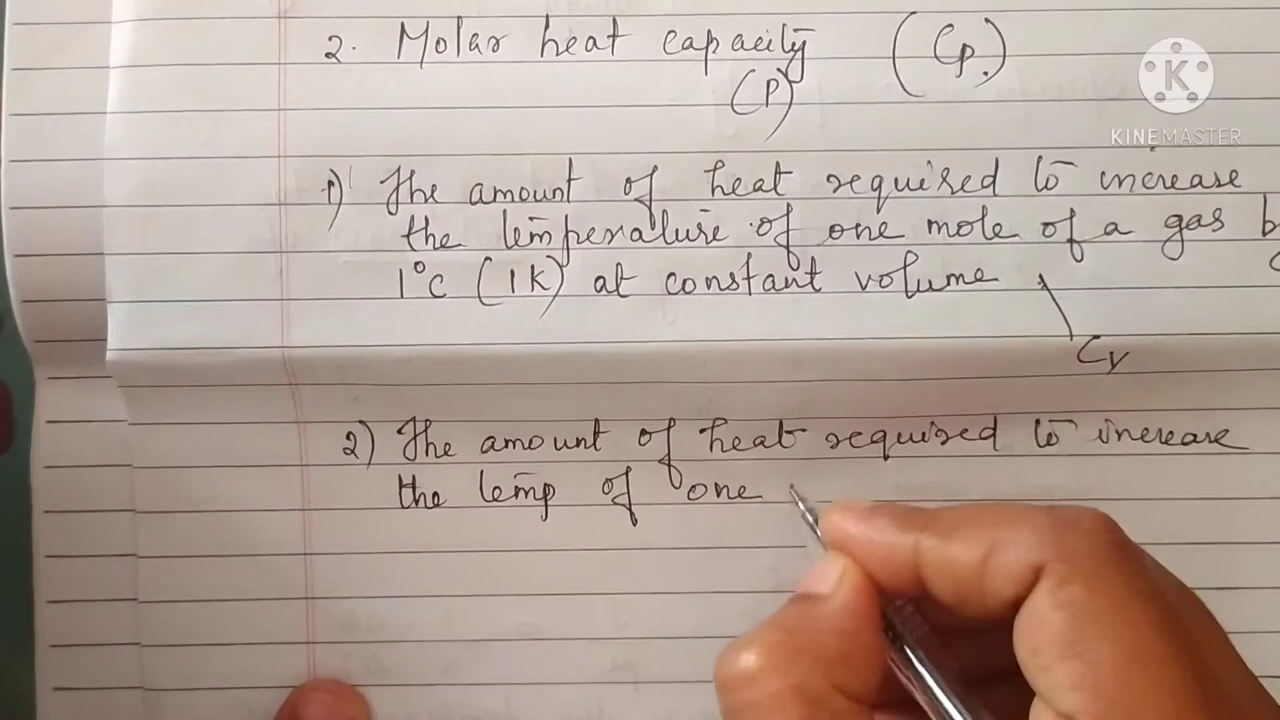 2. Molar heat capacity (Cp.)
(P)
K
KINEMASTER
1) The amount of heat required to increase
the temperature of one mole of a gas by
1°c (1K) at constant volume
Cv
2) The amount of heat required to increase
the temp of one